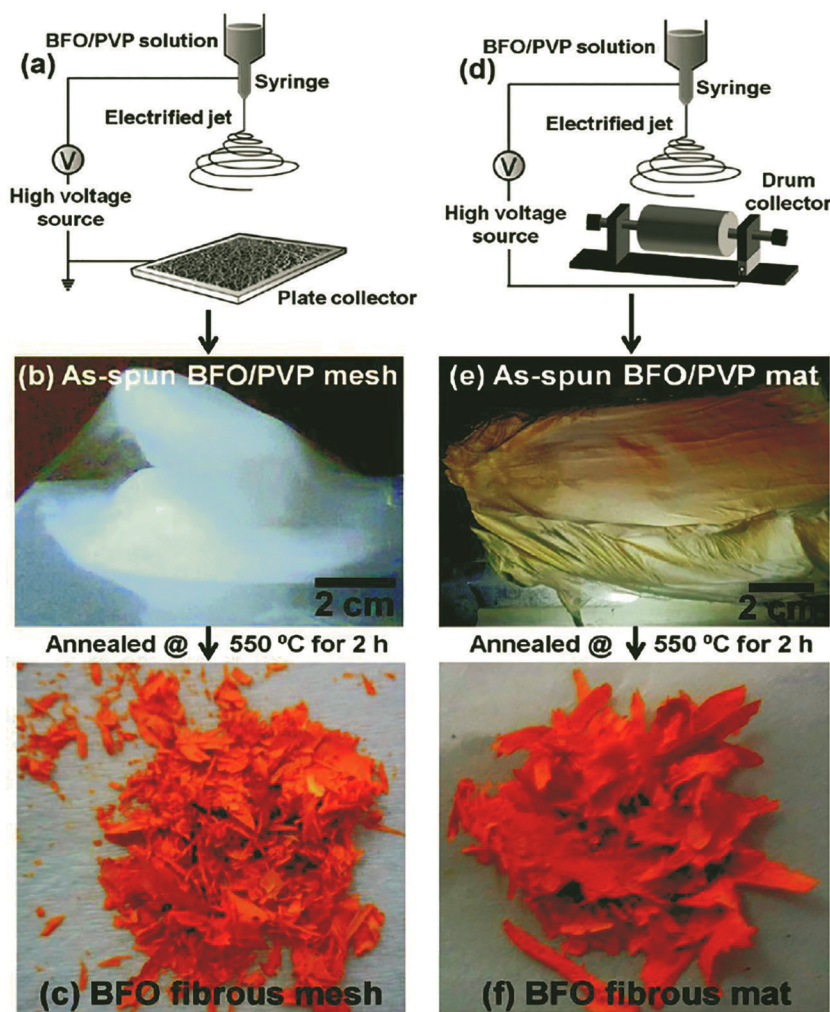 BFO/PVP solution
(a)
Syringe
Electrified jet
V
High voltage
source
Plate collector
(b) As-spun BFO/PVP mesh
2 cm
Annealed @ 550 ºC for 2 h
(c) BFO fibrous mesh
BFO/PVP solution
(d)
Syringe
Electrified jet
V
High voltage
source
Drum
collector
(e) As-spun BFO/PVP mat
2 cm
Annealed @ 550 ºC for 2 h
(f) BFO fibrous mat